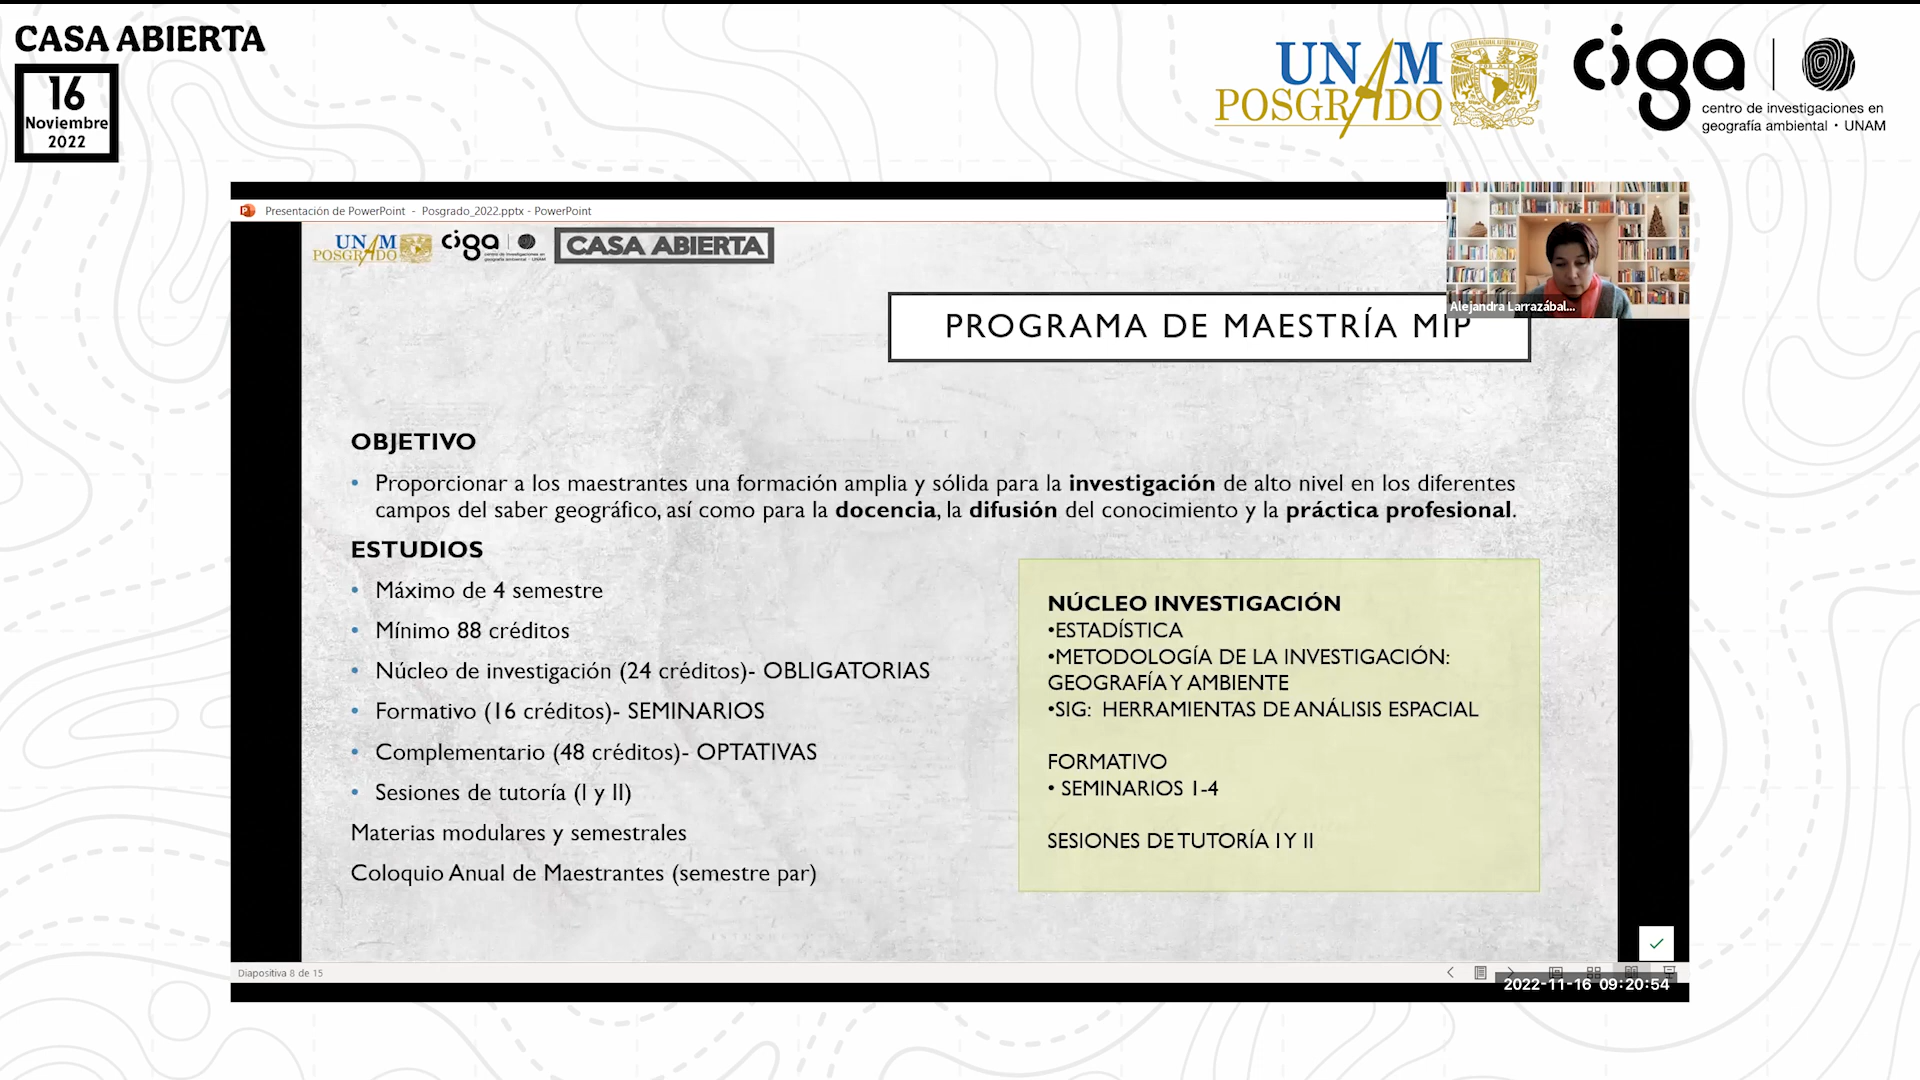 CASA ABIERTA
16
Noviembre
2022
UNAM
POSGRADO
ciga
centro de investigaciones en
geografía ambiental • UNAM
Presentación de PowerPoint - Posgrado_2022.pptx - PowerPoint
UNAM
POSGRADO
ciga
CASA ABIERTA
Alejandra Larrazábal...
PROGRAMA DE MAESTRÍA MIP
OBJETIVO
• Proporcionar a los maestrantes una formación amplia y sólida para la investigación de alto nivel en los diferentes
campos del saber geográfico, así como para la docencia, la difusión del conocimiento y la práctica profesional.
ESTUDIOS
• Máximo de 4 semestre
• Mínimo 88 créditos
• Núcleo de investigación (24 créditos)- OBLIGATORIAS
• Formativo (16 créditos)- SEMINARIOS
• Complementario (48 créditos)- OPTATIVAS
• Sesiones de tutoría (I y II)
Materias modulares y semestrales
Coloquio Anual de Maestrantes (semestre par)
NÚCLEO INVESTIGACIÓN
•ESTADÍSTICA
•METODOLOGÍA DE LA INVESTIGACIÓN:
GEOGRAFÍA Y AMBIENTE
•SIG: HERRAMIENTAS DE ANÁLISIS ESPACIAL
FORMATIVO
• SEMINARIOS 1-4
SESIONES DE TUTORÍA I Y II
Diapositiva 8 de 15
2022-11-16 09:20:54